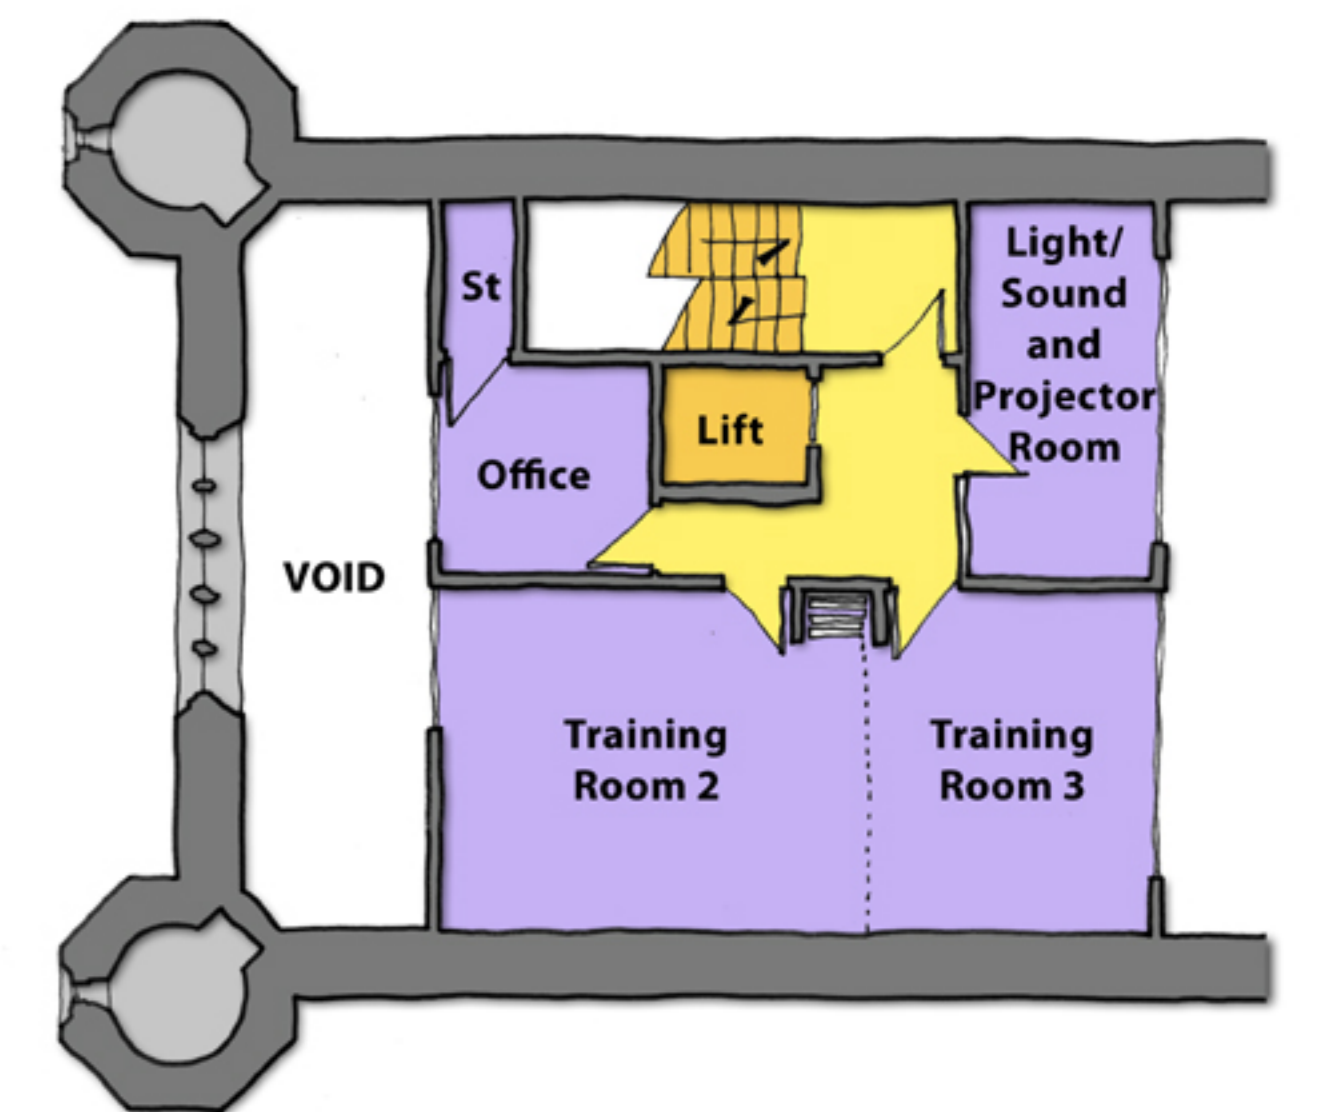 Light/
Sound
and
Projector
Room
St
Lift
Office
VOID
Training
Room 2
Training
Room 3